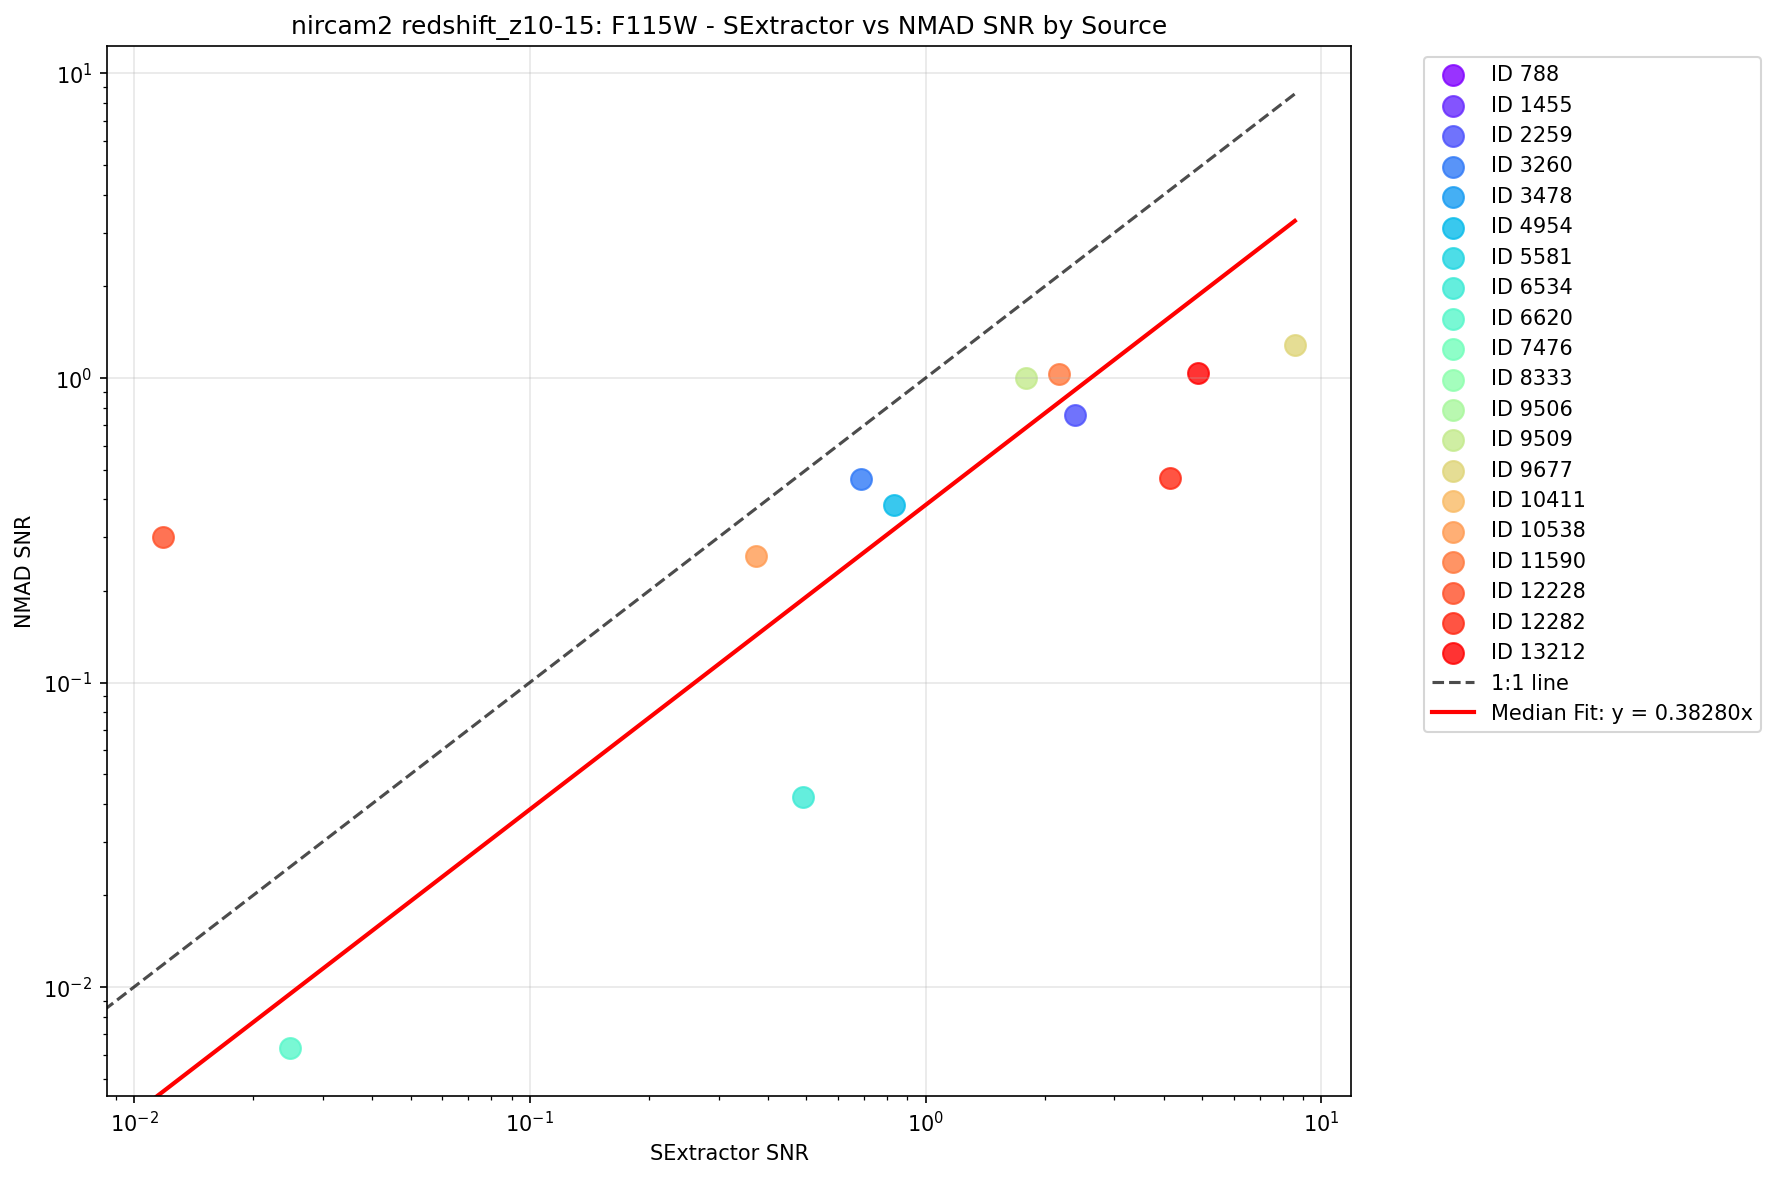 nircam2 redshift_z10-15: F115W - SExtractor vs NMAD SNR by Source
NMAD SNR
10¹
10⁰
10⁻¹
10⁻²
10⁻²
10⁻¹
10⁰
10¹
SExtractor SNR
ID 788
ID 1455
ID 2259
ID 3260
ID 3478
ID 4954
ID 5581
ID 6534
ID 6620
ID 7476
ID 8333
ID 9506
ID 9509
ID 9677
ID 10411
ID 10538
ID 11590
ID 12228
ID 12282
ID 13212
1:1 line
Median Fit: y = 0.38280x